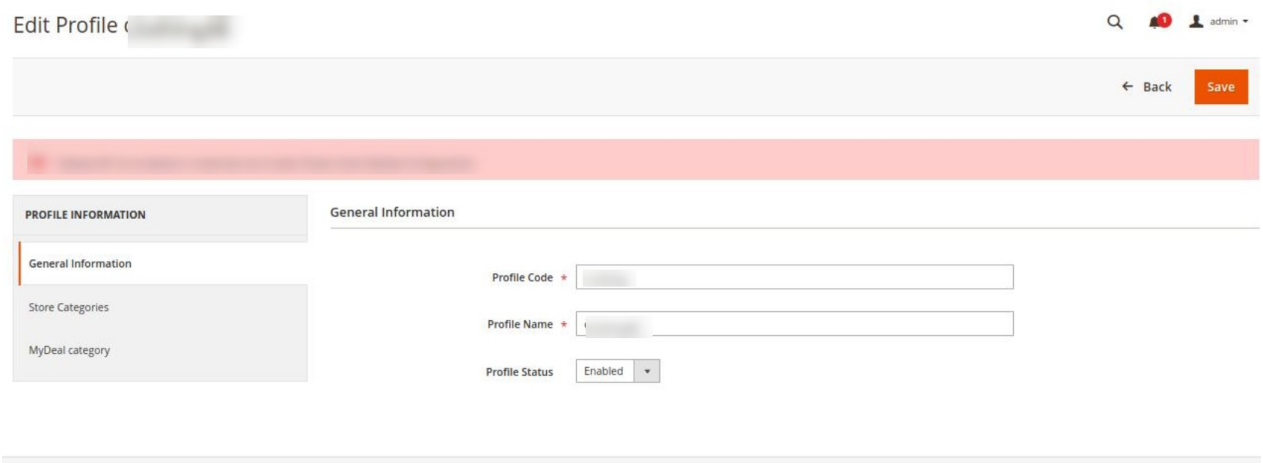 Edit Profile
1
admin
Back
Save
PROFILE INFORMATION
General Information
Store Categories
MyDeal category
General Information
Profile Code *
Profile Name *
Profile Status Enabled